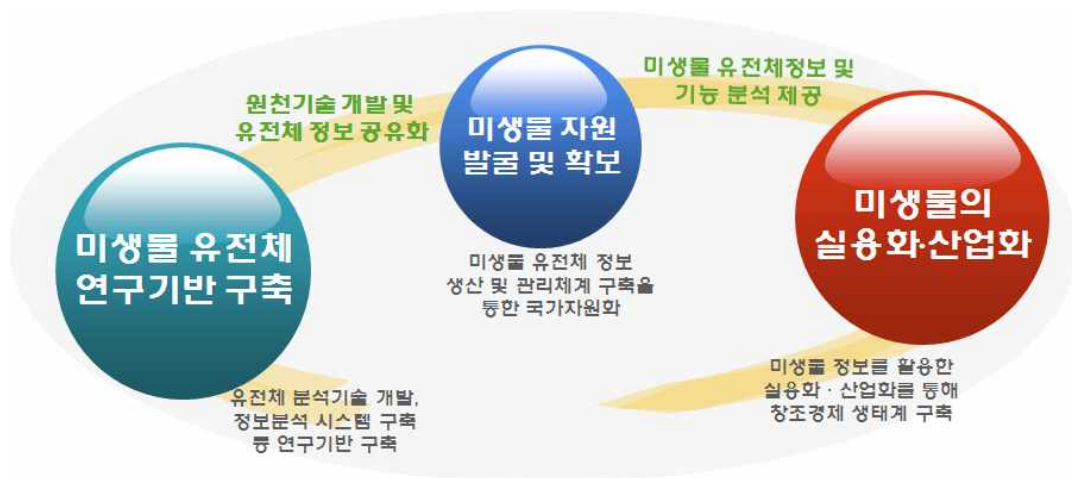 원천기술 개발 및
유전체 정보 공유화
미생물 유전체정보 및
기능 분석 제공
미생물 유전체
연구기반 구축
미생물 자원
발굴 및 확보
미생물의
실용화·산업화
유전체 분석기술 개발,
정보분석 시스템 구축
등 연구기반 구축
미생물 유전체 정보
생산 및 관리체계 구축을
통한 국가자원화
미생물 정보를 활용한
실용화 · 산업화를 통해
창조경제 생태계 구축